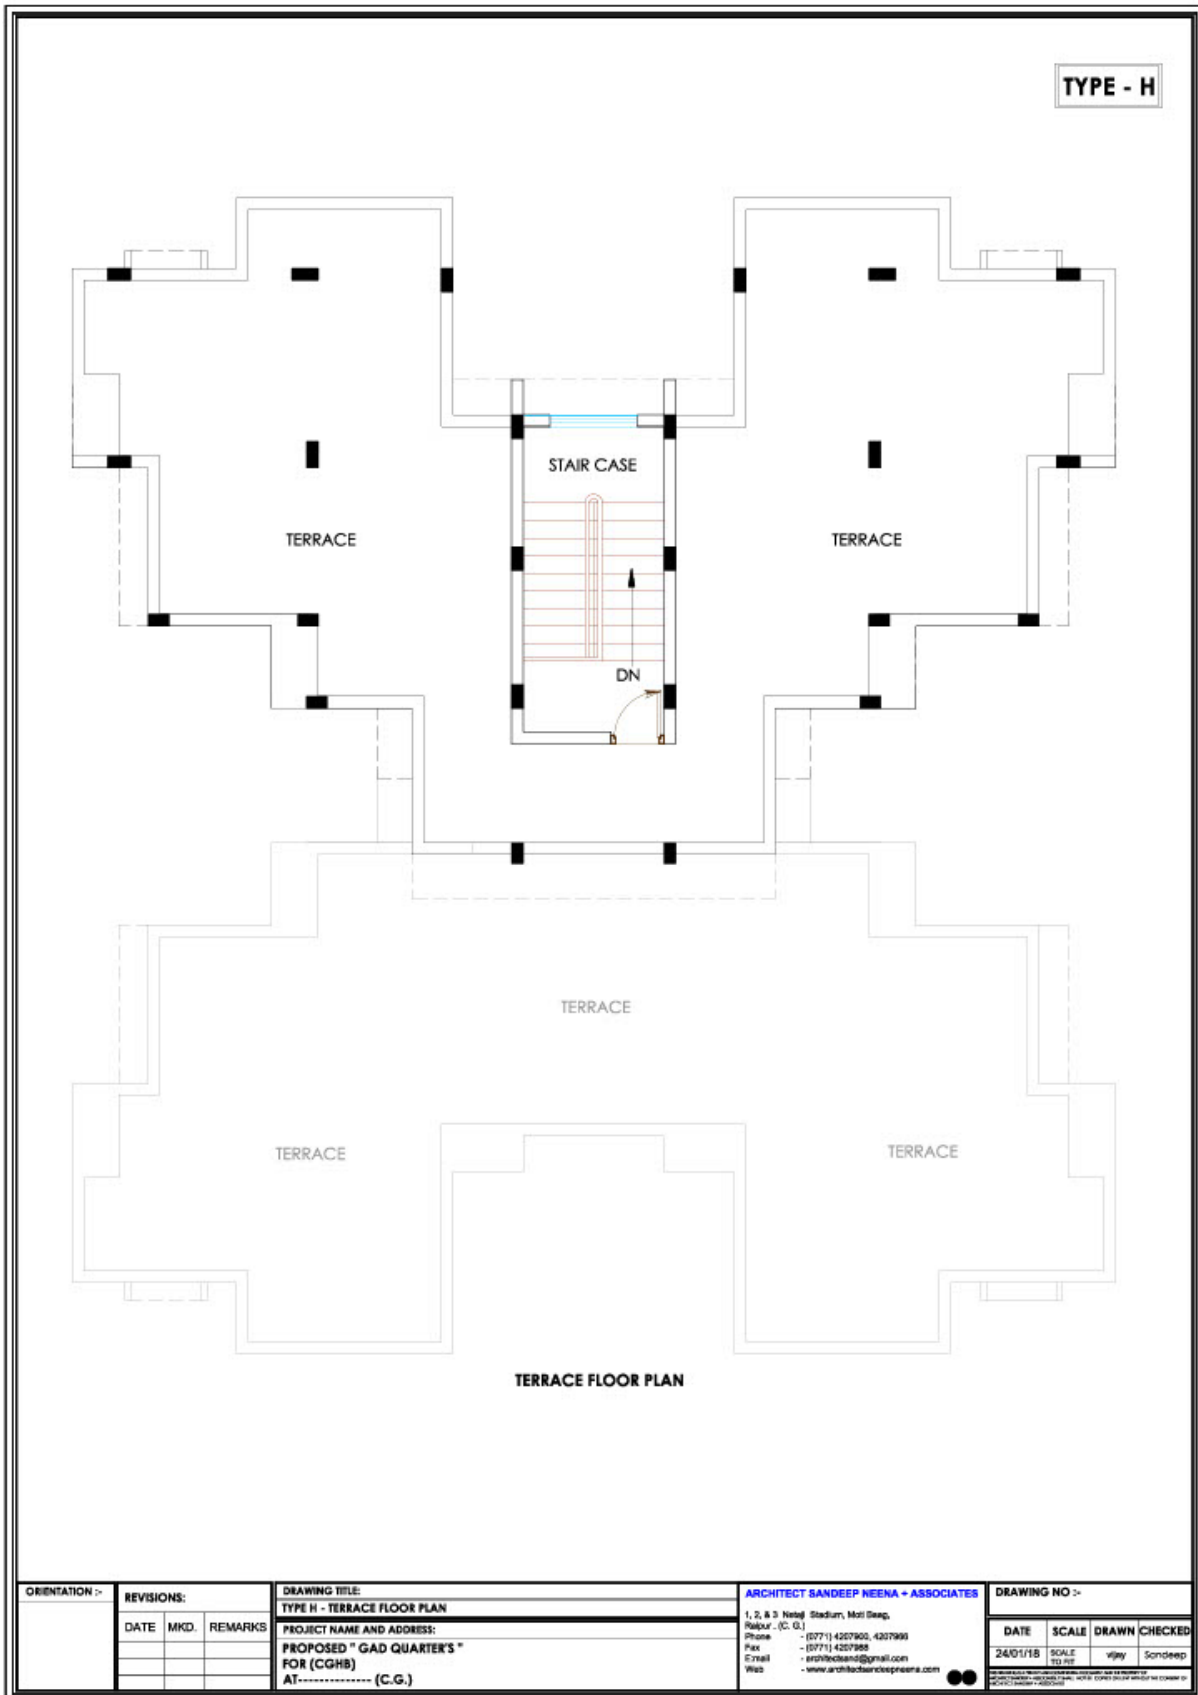 TYPE - H
STAIR CASE
TERRACE
TERRACE
DN
TERRACE
TERRACE
TERRACE
TERRACE FLOOR PLAN
ORIENTATION :-
REVISIONS:
DATE MKD. REMARKS
DRAWING TITLE:
TYPE H - TERRACE FLOOR PLAN
PROJECT NAME AND ADDRESS:
PROPOSED " GAD QUARTER'S "
FOR (CGHB)
AT-------------- (C.G.)
ARCHITECT SANDEEP NEENA + ASSOCIATES
1, 2, & 3 Netaji Stadium, Moti Baag,
Raipur . (C. G.)
Phone - (0771) 4207900, 4207966
Fax - (0771) 4207988
E:mail - architectsand@gmail.com
Web - www.architectsandeepneena.com
DRAWING NO :-
DATE SCALE DRAWN CHECKED
24/01/18 SCALE TO FIT vijay Sandeep